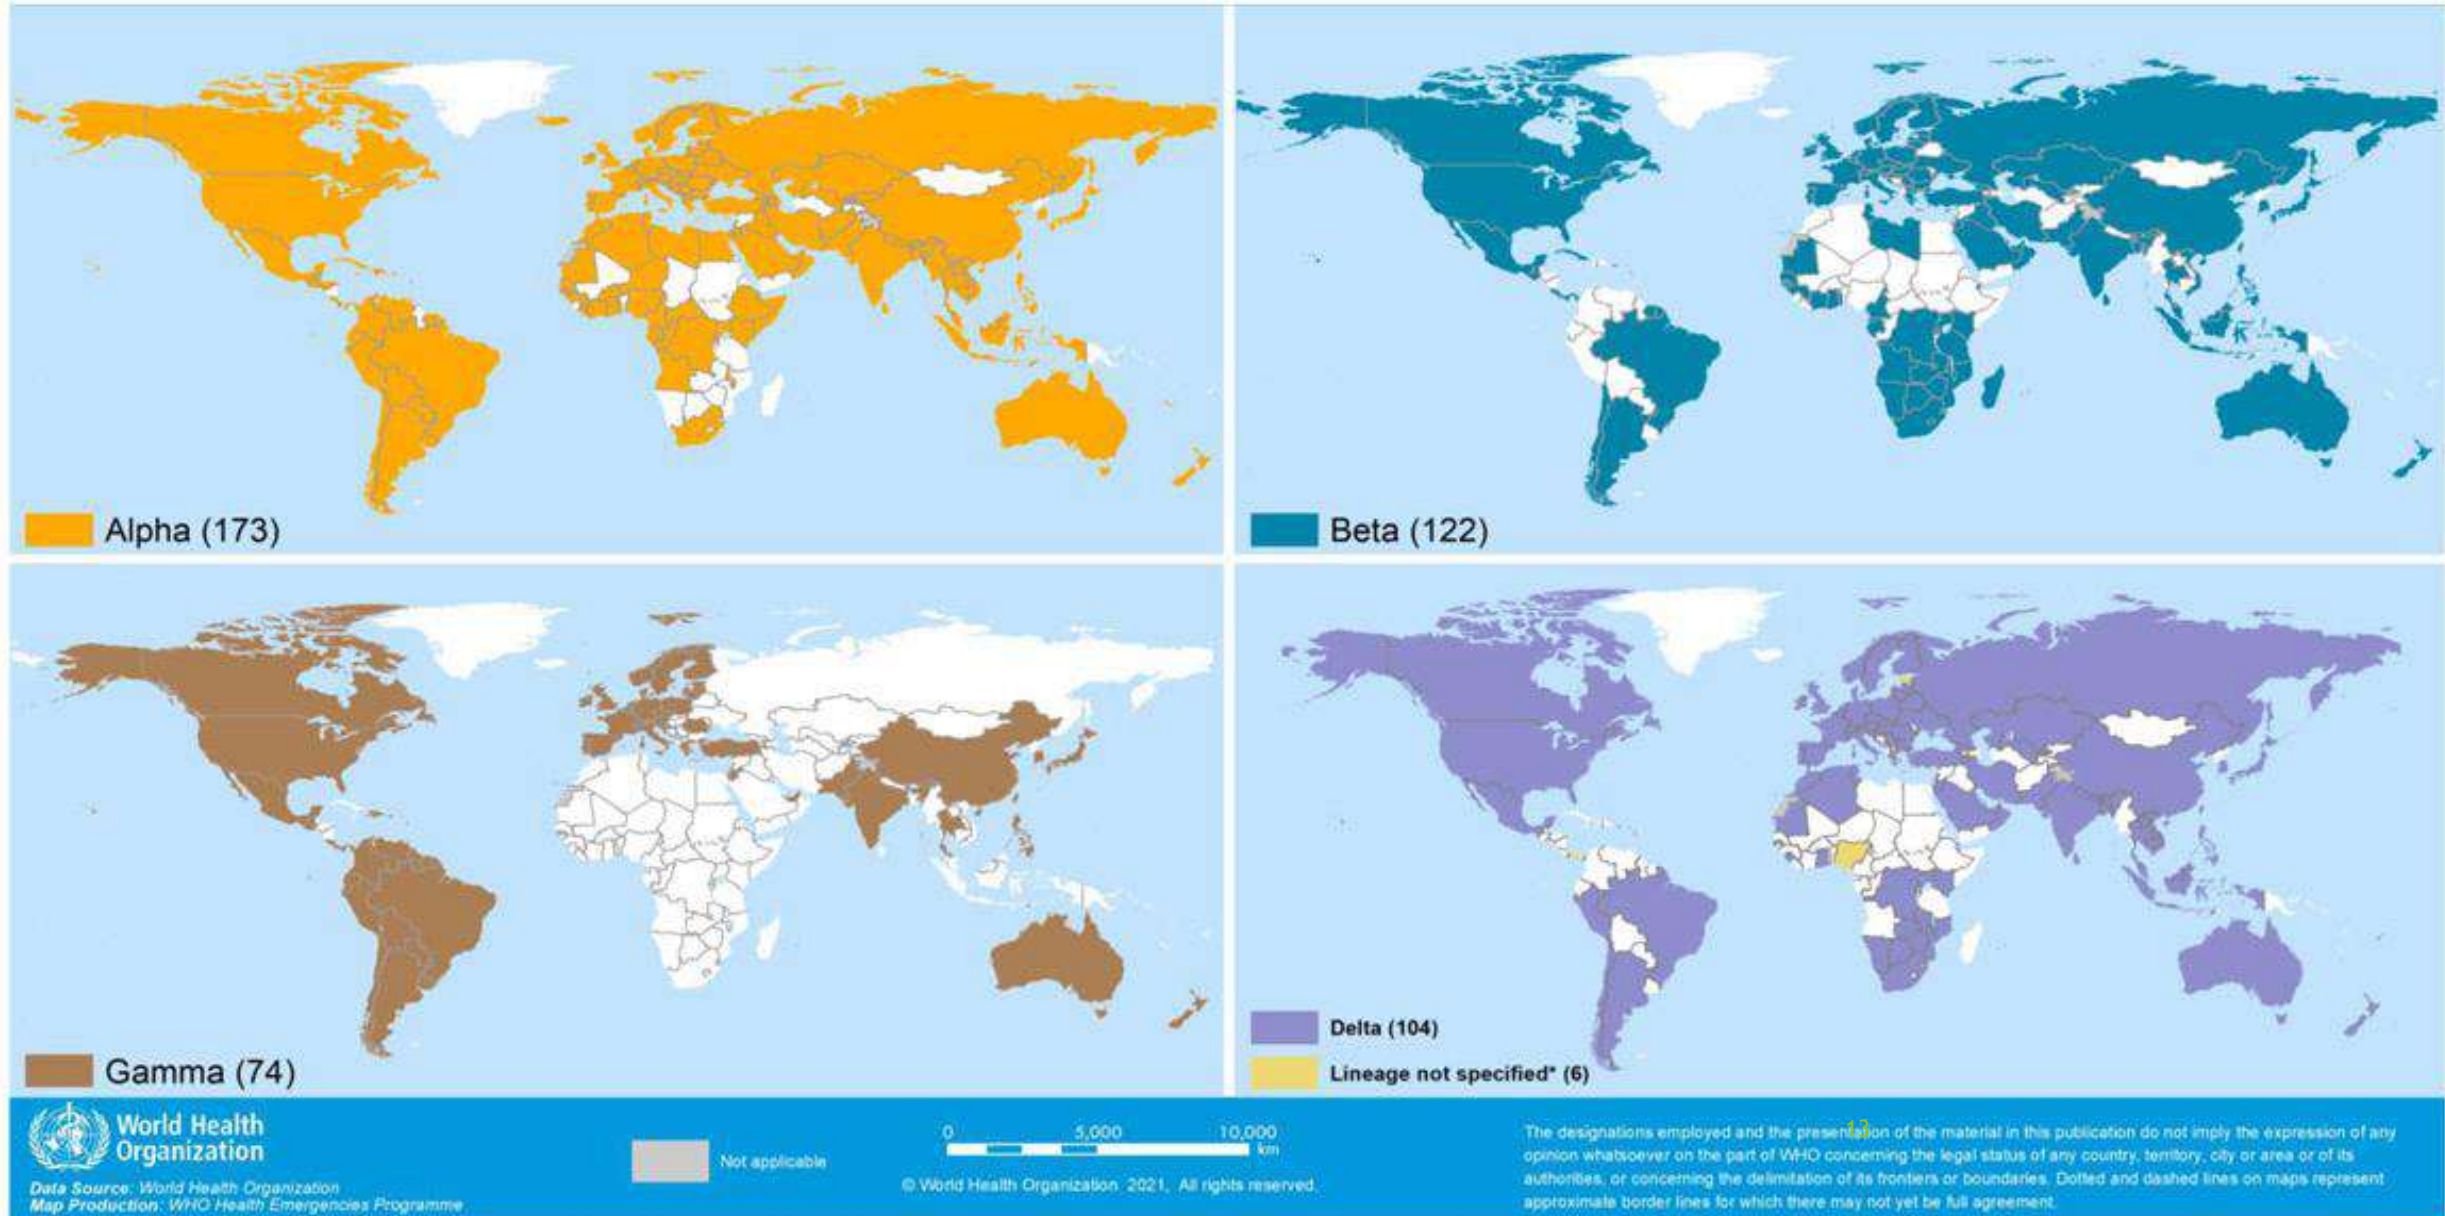 Alpha (173)
Beta (122)
Gamma (74)
Delta (104)
Lineage not specified* (6)
World Health
Organization
Data Source: World Health Organization
Map Production: WHO Health Emergencies Programme
Not applicable
0 5,000 10,000
km
© World Health Organization 2021, All rights reserved.
13
The designations employed and the presentation of the material in this publication do not imply the expression of any
opinion whatsoever on the part of WHO concerning the legal status of any country, territory, city or area or of its
authorities, or concerning the delimitation of its frontiers or boundaries. Dotted and dashed lines on maps represent
approximate border lines for which there may not yet be full agreement.